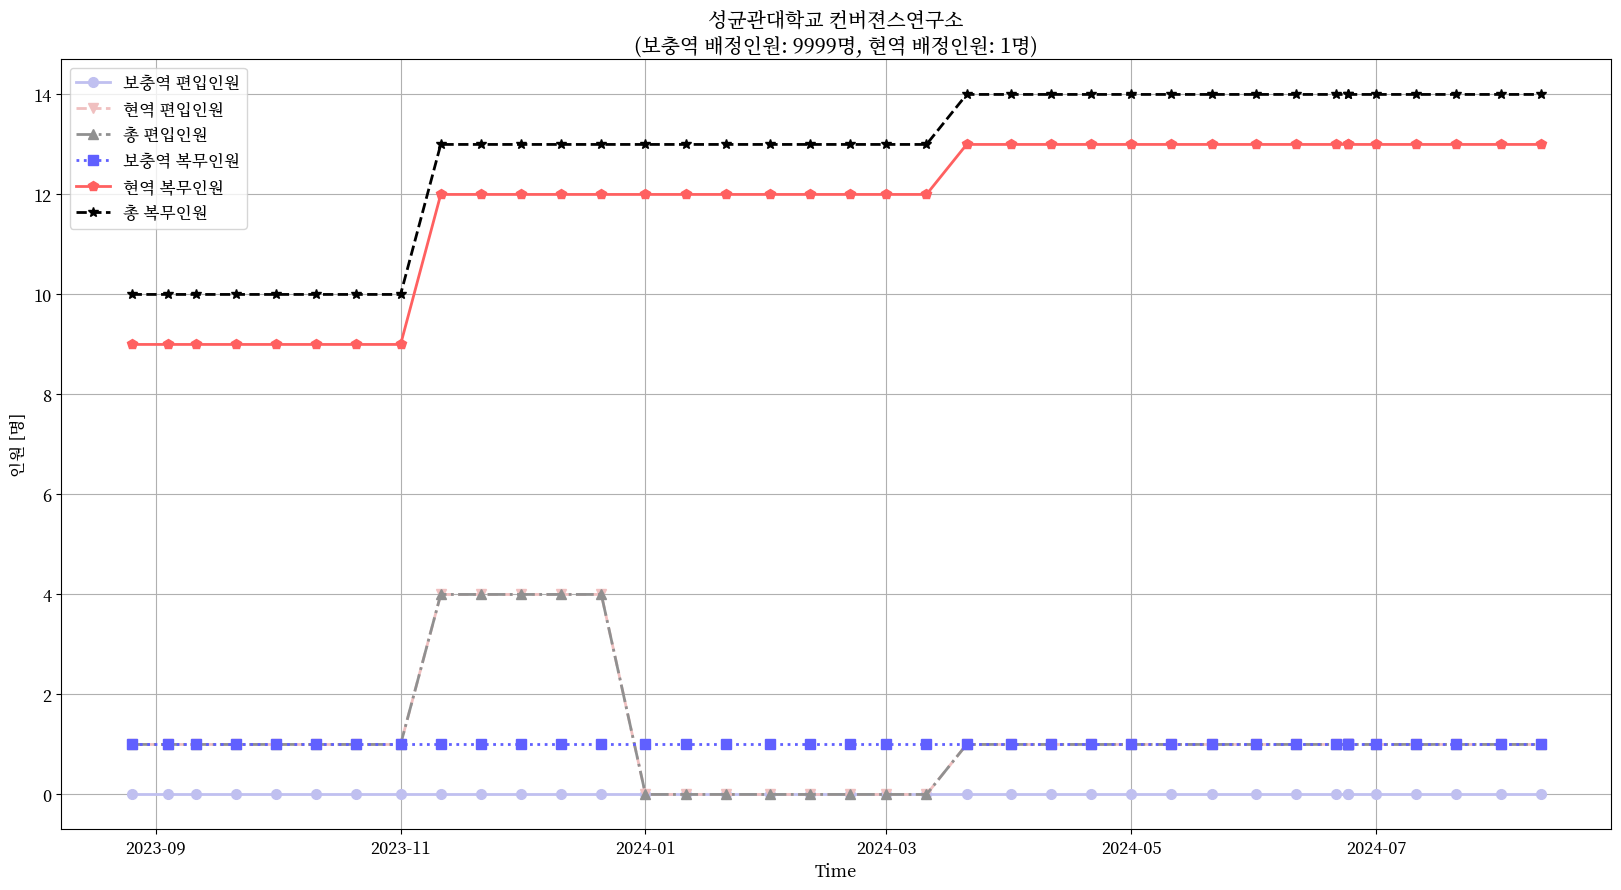 성균관대학교 컨버젼스연구소
(보충역 배정인원: 9999명, 현역 배정인원: 1명)
보충역 편입인원
현역 편입인원
총 편입인원
보충역 복무인원
현역 복무인원
총 복무인원
14
12
10
8
6
4
2
0
인원 [명]
2023-09
2023-11
2024-01
2024-03
2024-05
2024-07
Time